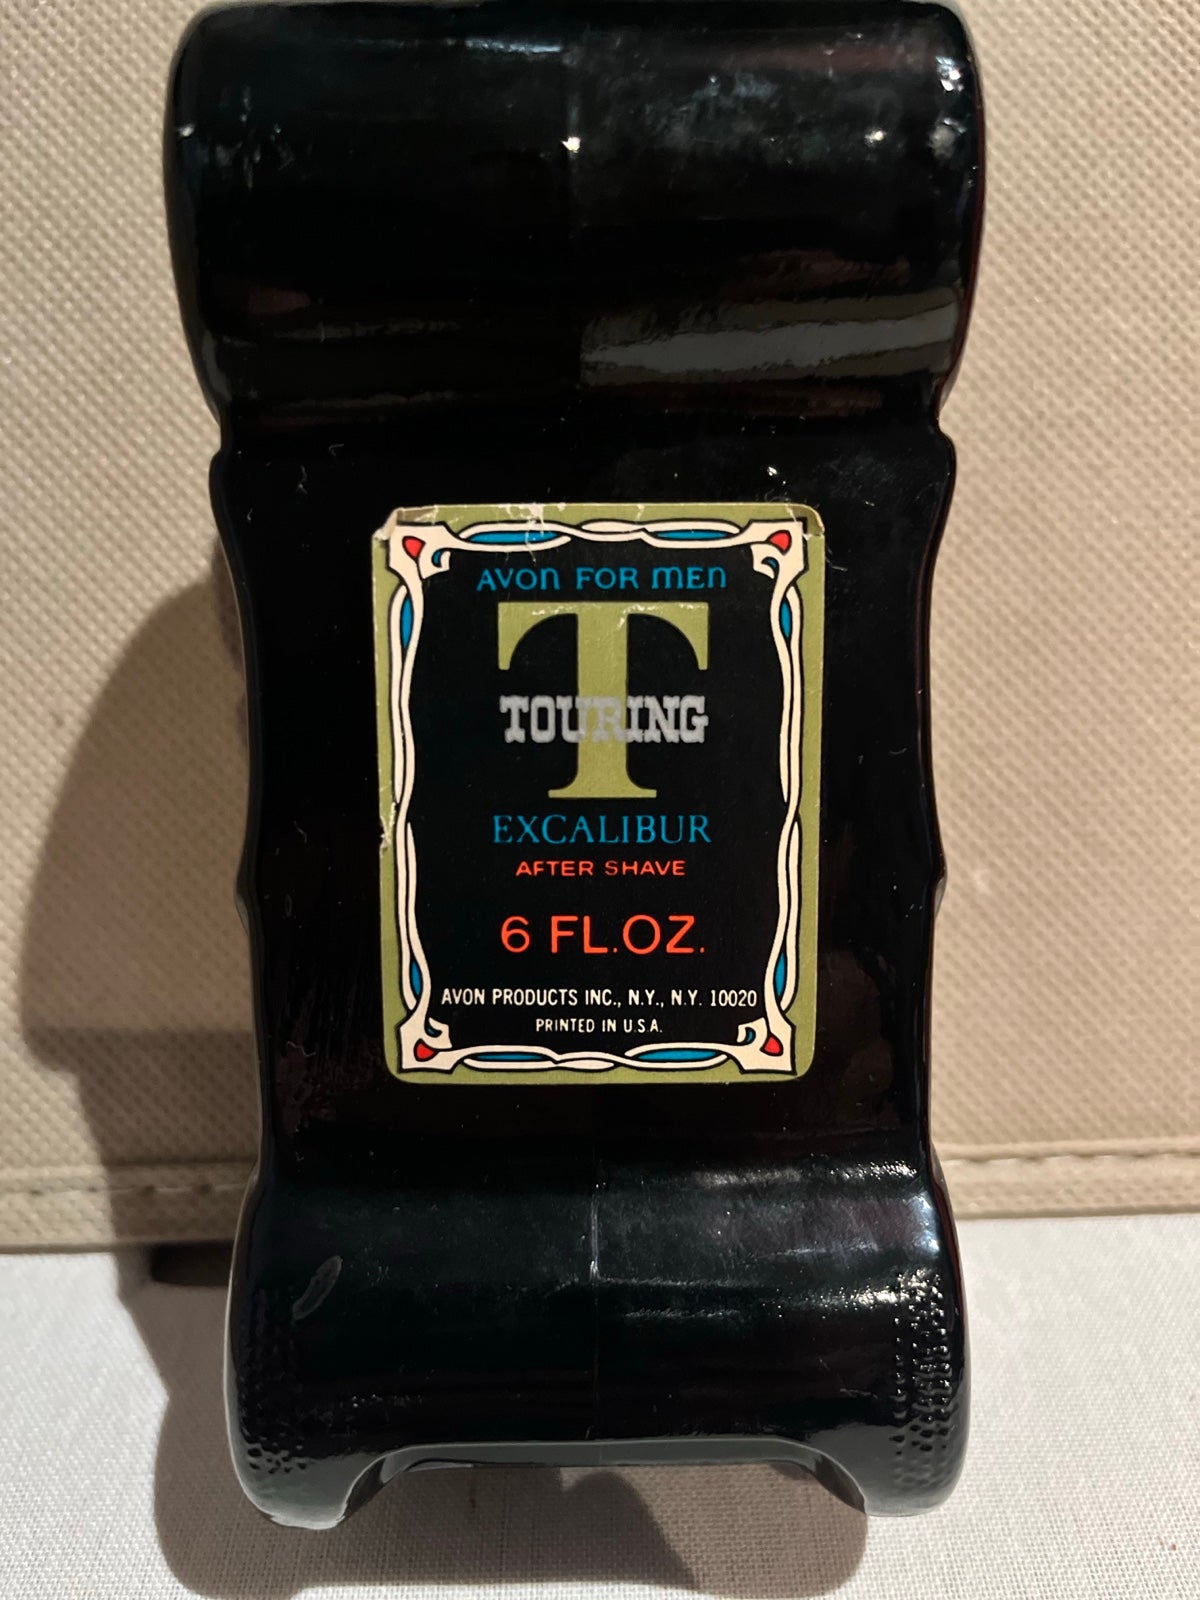 AVON FOR MEN
T
TOURING
EXCALIBUR
AFTER SHAVE
6 FL.OZ.
AVON PRODUCTS INC., N.Y., N.Y. 10020
PRINTED IN U.S.A.